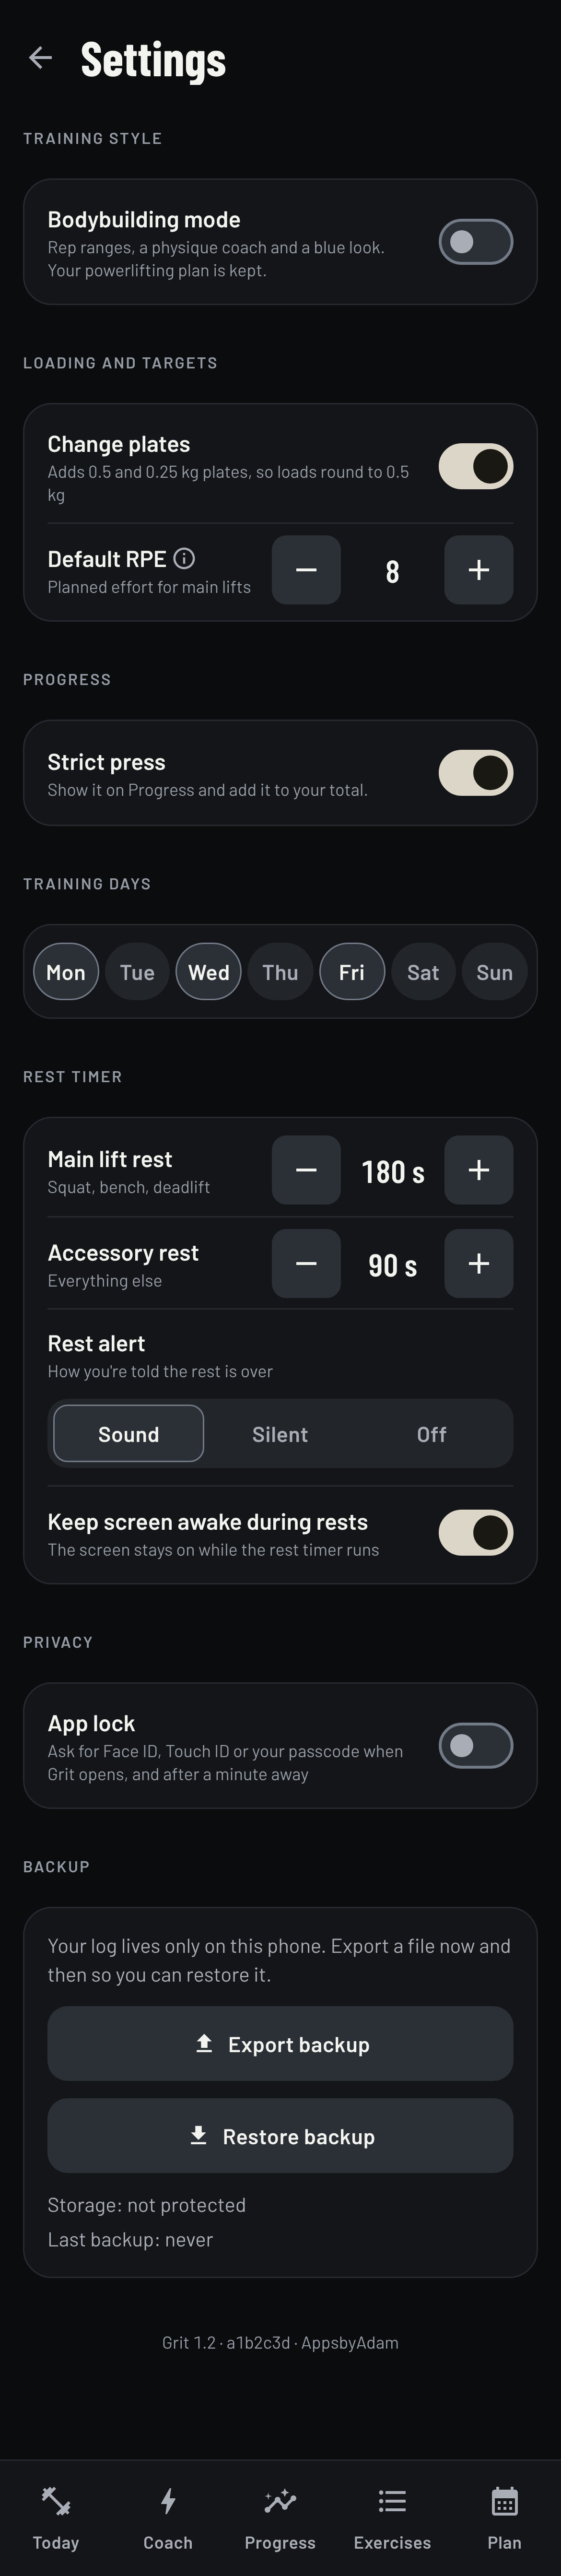 Settings
TRAINING STYLE
Bodybuilding mode
Rep ranges, a physique coach and a blue look.
Your powerlifting plan is kept.
LOADING AND TARGETS
Change plates
Adds 0.5 and 0.25 kg plates, so loads round to 0.5
kg
Default RPE
Planned effort for main lifts
8
PROGRESS
Strict press
Show it on Progress and add it to your total.
TRAINING DAYS
Mon Tue Wed Thu Fri Sat Sun
REST TIMER
Main lift rest
Squat, bench, deadlift
180 s
Accessory rest
Everything else
90 s
Rest alert
How you're told the rest is over
Sound Silent Off
Keep screen awake during rests
The screen stays on while the rest timer runs
PRIVACY
App lock
Ask for Face ID, Touch ID or your passcode when
Grit opens, and after a minute away
BACKUP
Your log lives only on this phone. Export a file now and
then so you can restore it.
Export backup
Restore backup
Storage: not protected
Last backup: never
Grit 1.2 · a1b2c3d · AppsbyAdam
Today Coach Progress Exercises Plan